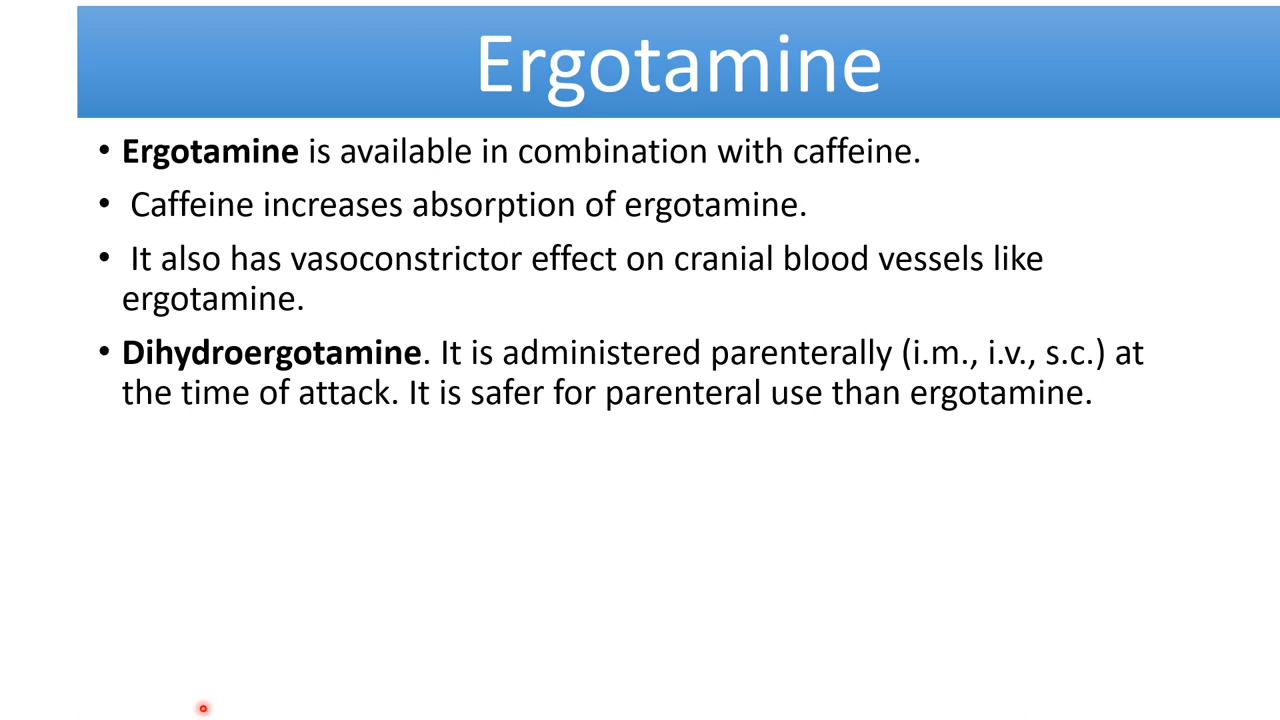 Ergotamine
• Ergotamine is available in combination with caffeine.
• Caffeine increases absorption of ergotamine.
• It also has vasoconstrictor effect on cranial blood vessels like
ergotamine.
• Dihydroergotamine. It is administered parenterally (i.m., i.v., s.c.) at
the time of attack. It is safer for parenteral use than ergotamine.